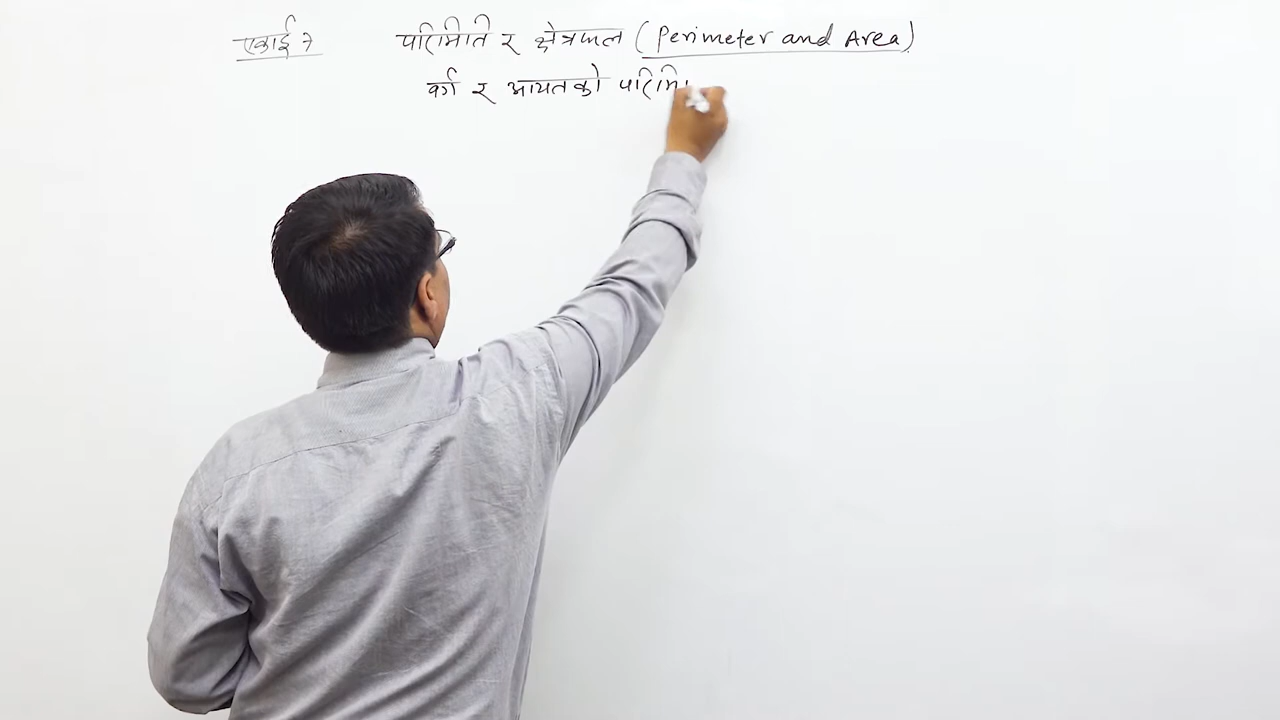 एकाई 7 परिमिति र क्षेत्रफल (Perimeter and Area)
वर्ग र आयतको परिमि